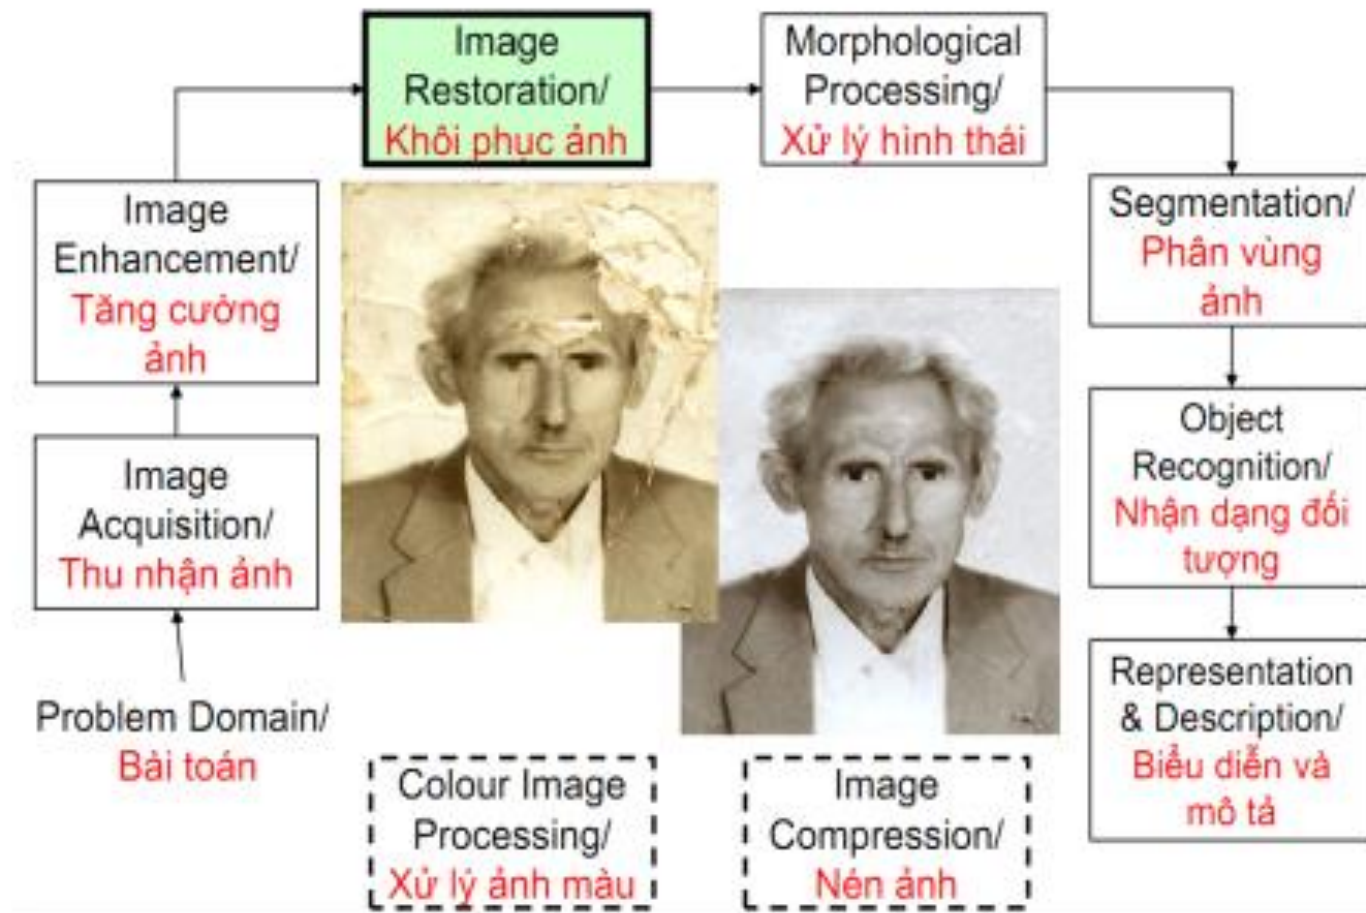 Image
Restoration/
Khôi phục ảnh
Morphological
Processing/
Xử lý hình thái
Image
Enhancement/
Tăng cường
ảnh
Segmentation/
Phân vùng
ảnh
Image
Acquisition/
Thu nhận ảnh
Object
Recognition/
Nhận dạng đối
tượng
Problem Domain/
Bài toán
Representation
& Description/
Biểu diễn và
mô tả
Colour Image
Processing/
Xử lý ảnh màu
Image
Compression/
Nén ảnh